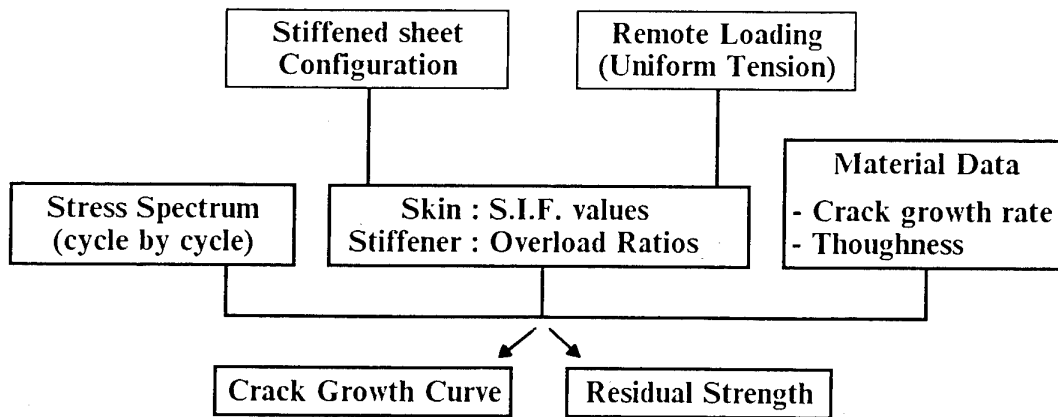 Stiffened sheet
Configuration
Remote Loading
(Uniform Tension)
Stress Spectrum
(cycle by cycle)
Skin : S.I.F. values
Stiffener : Overload Ratios
Material Data
- Crack growth rate
- Thoughness
Crack Growth Curve
Residual Strength